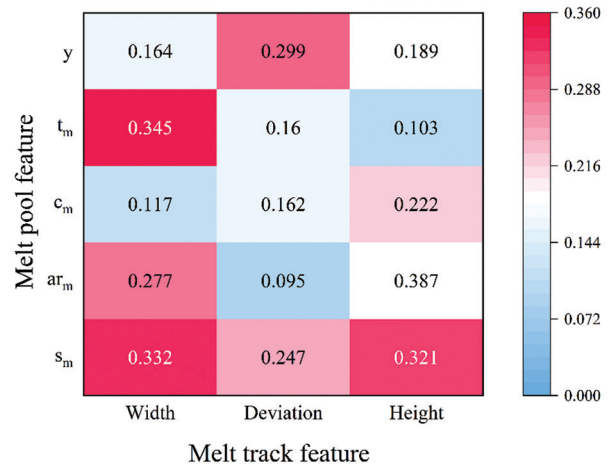 y 0.164 0.299 0.189 0.360
t_m 0.345 0.16 0.103 0.288
c_m 0.117 0.162 0.222 0.216
ar_m 0.277 0.095 0.387 0.144
s_m 0.332 0.247 0.321 0.072
0.000
Width Deviation Height
Melt track feature
Melt pool feature